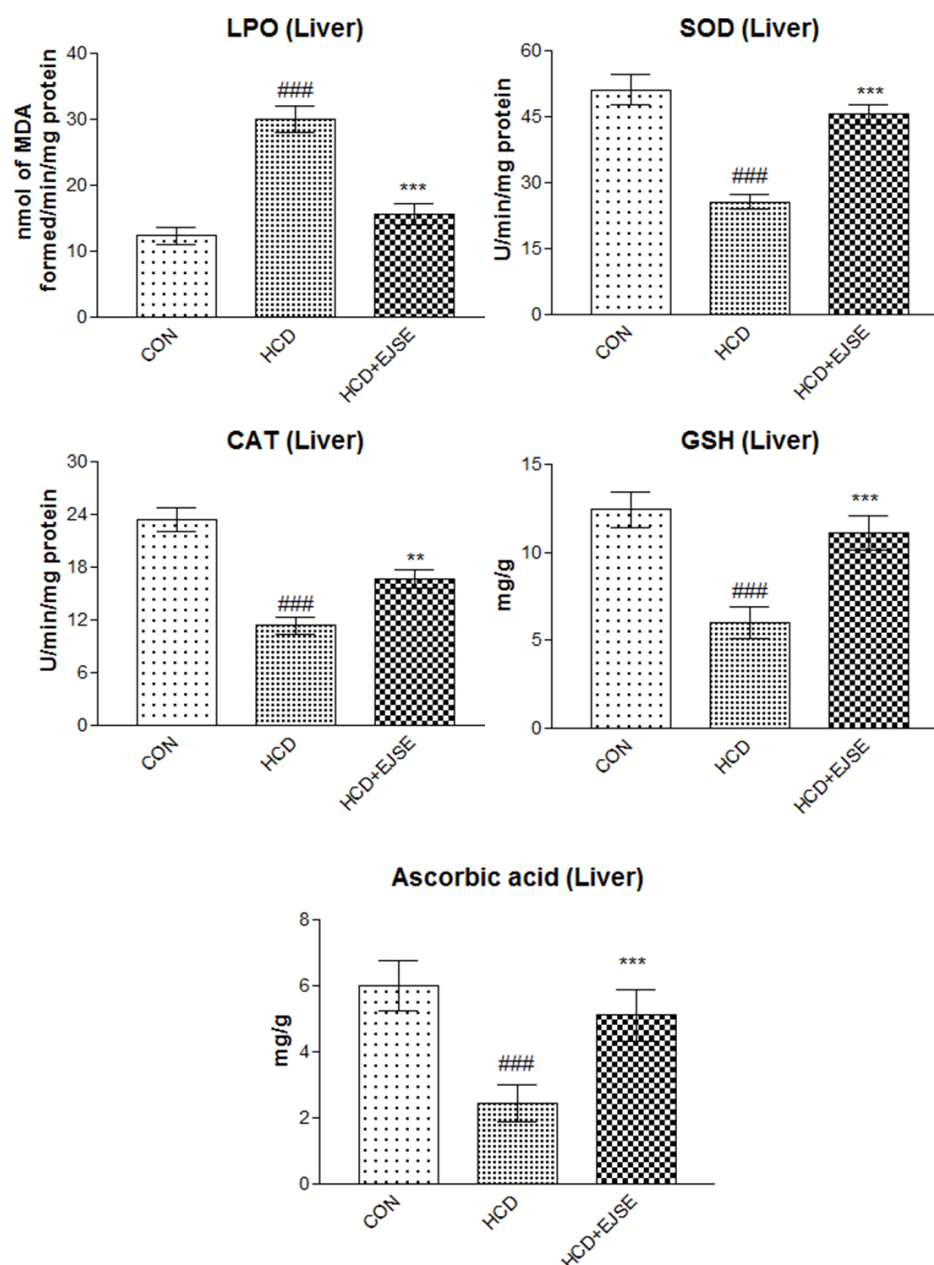 LPO (Liver)
nmol of MDA
formed/min/mg protein
40
30
20
10
0
###
***
CON
HCD
HCD+EJSE
SOD (Liver)
U/min/mg protein
60
45
30
15
0
###
***
CON
HCD
HCD+EJSE
CAT (Liver)
U/min/mg protein
30
24
18
12
6
0
###
**
CON
HCD
HCD+EJSE
GSH (Liver)
mg/g
15
10
5
0
###
***
CON
HCD
HCD+EJSE
Ascorbic acid (Liver)
mg/g
8
6
4
2
0
###
***
CON
HCD
HCD+EJSE